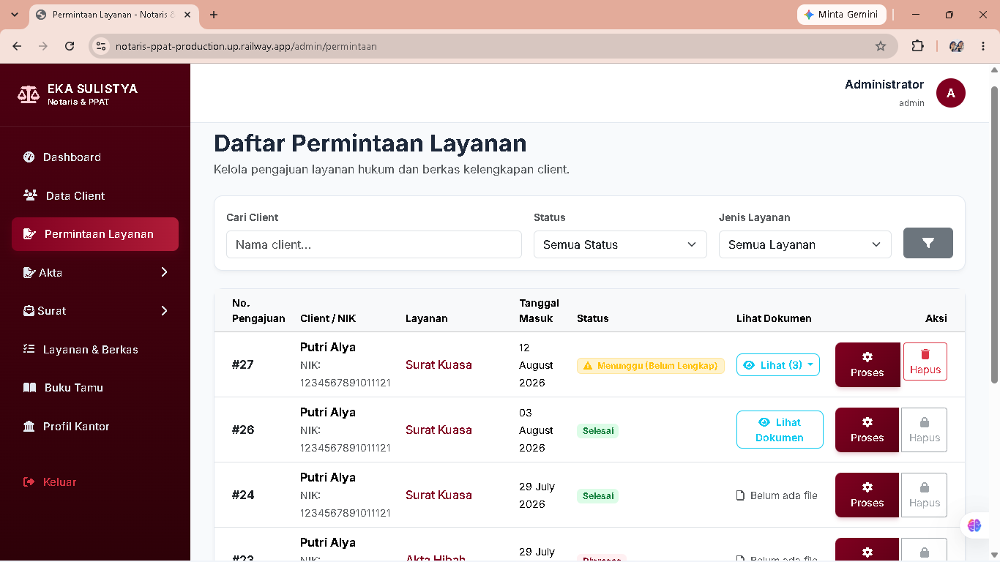 Permintaan Layanan - Notaris &
Minta Gemini
notaris-ppat-production.up.railway.app/admin/permintaan
EKA SULISTYA
Notaris & PPAT
Administrator
admin
A
Dashboard
Data Client
Permintaan Layanan
Akta
Surat
Layanan & Berkas
Buku Tamu
Profil Kantor
Keluar
Daftar Permintaan Layanan
Kelola pengajuan layanan hukum dan berkas kelengkapan client.
Cari Client
Status
Jenis Layanan
Nama client...
Semua Status
Semua Layanan
No. Pengajuan
Client / NIK
Layanan
Tanggal Masuk
Status
Lihat Dokumen
Aksi
#27
Putri Alya
NIK:
1234567891011121
Surat Kuasa
12
August
2026
Menunggu (Belum Lengkap)
Lihat (3)
Proses
Hapus
#26
Putri Alya
NIK:
1234567891011121
Surat Kuasa
03
August
2026
Selesai
Lihat
Dokumen
Proses
Hapus
#24
Putri Alya
NIK:
1234567891011121
Surat Kuasa
29 July
2026
Selesai
Belum ada file
Proses
Hapus
#23
Putri Alya
NIK:
Akta Hibah
29 July
Diproses
Belum ada file